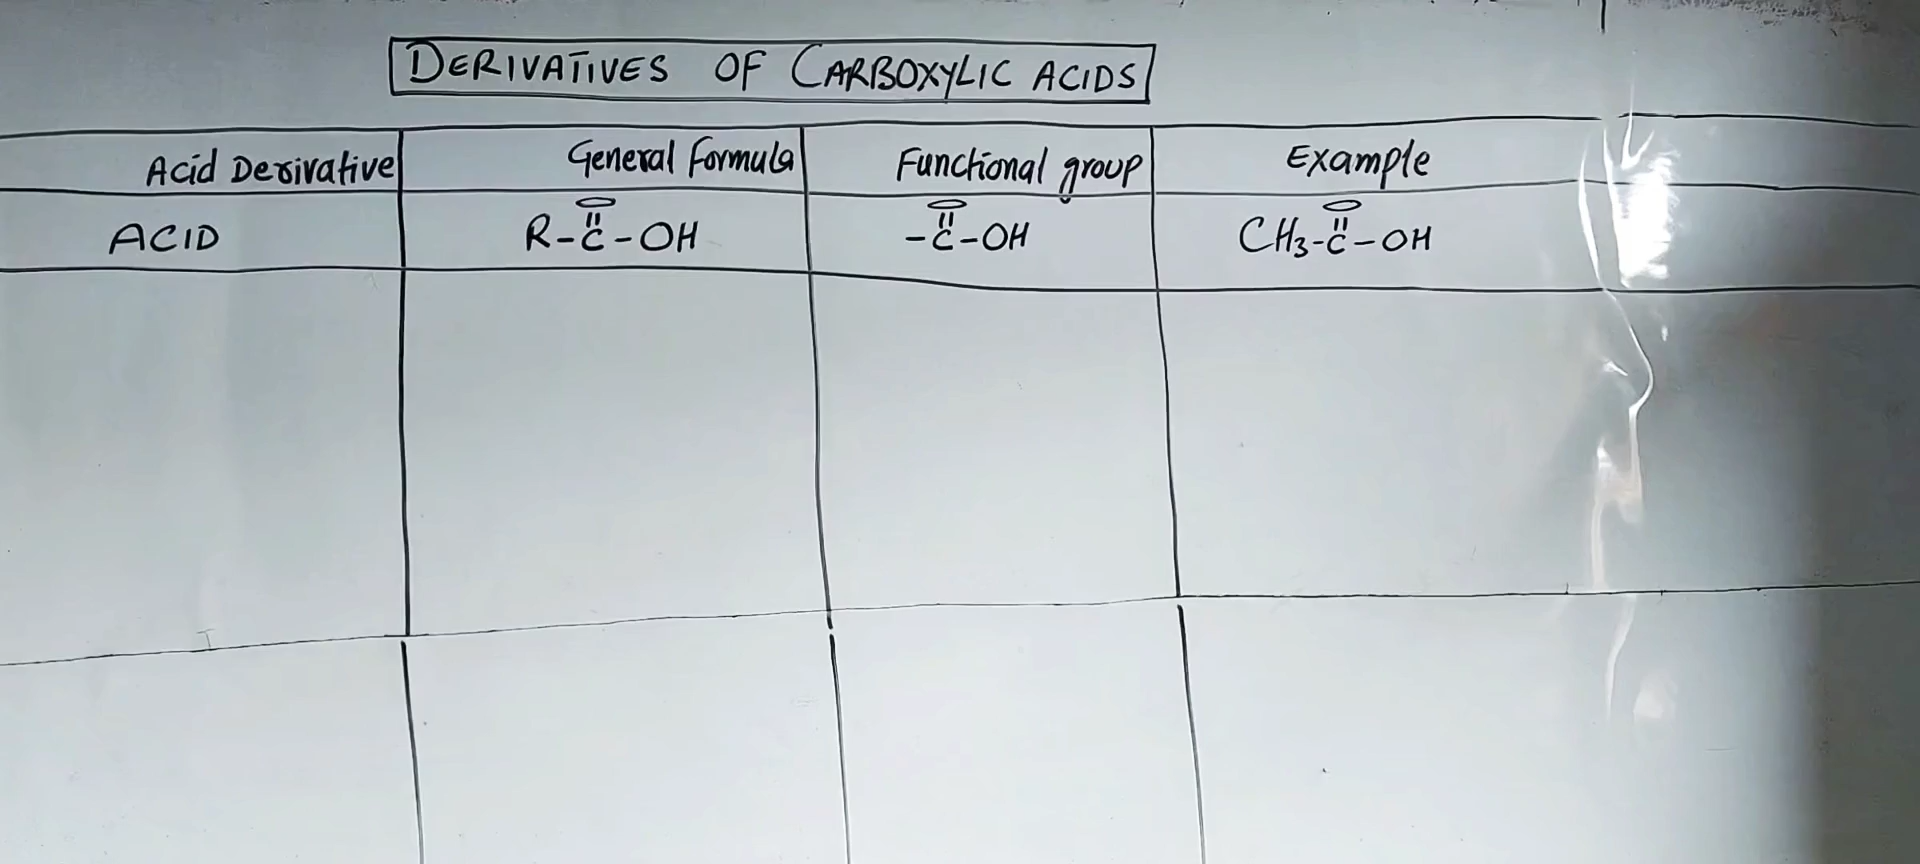 DERIVATIVES OF CARBOXYLIC ACIDS
Acid Derivative General Formula Functional group Example
O O O
ACID R-C-OH -C-OH CH3-C-OH